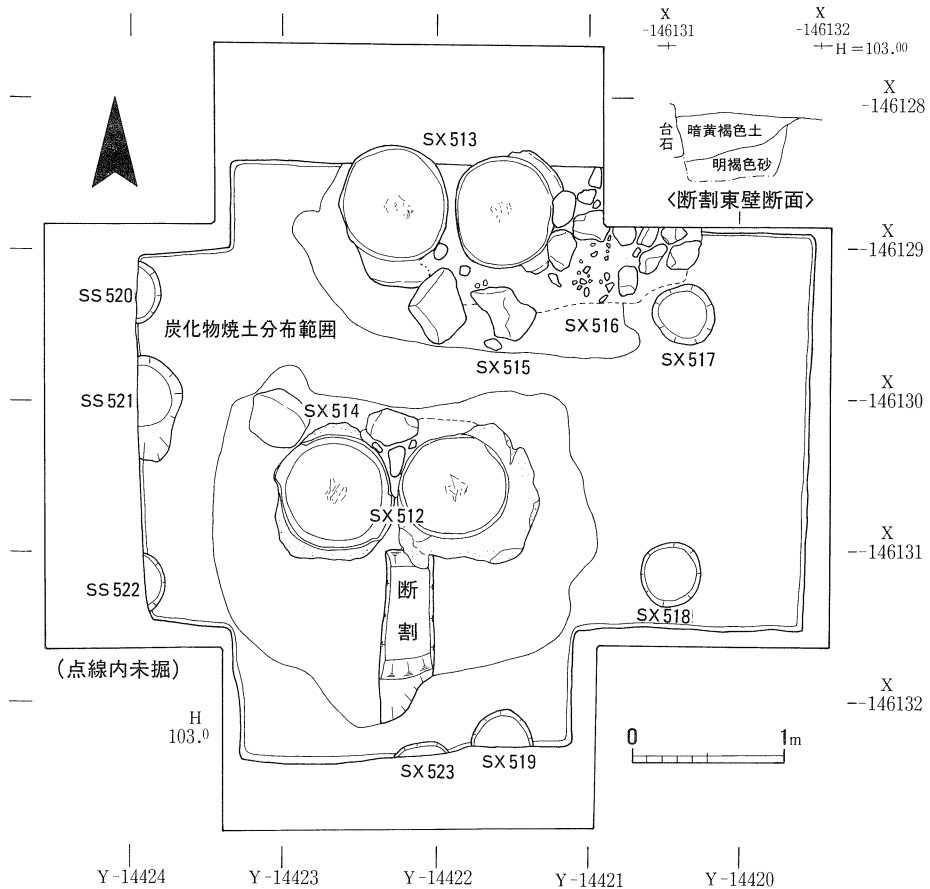 X
-146131
X
-146132
H=103.00
X
-146128
台石
暗黄褐色土
明褐色砂
<断割東壁断面>
SX513
X
-146129
SS520
炭化物焼土分布範囲
SX516
SX517
SX515
SS521
X
-146130
SX514
SX512
X
-146131
SS522
断割
SX518
(点線内未掘)
X
-146132
H
103.0
0 1m
SX523
SX519
Y-14424 Y-14423 Y-14422 Y-14421 Y-14420